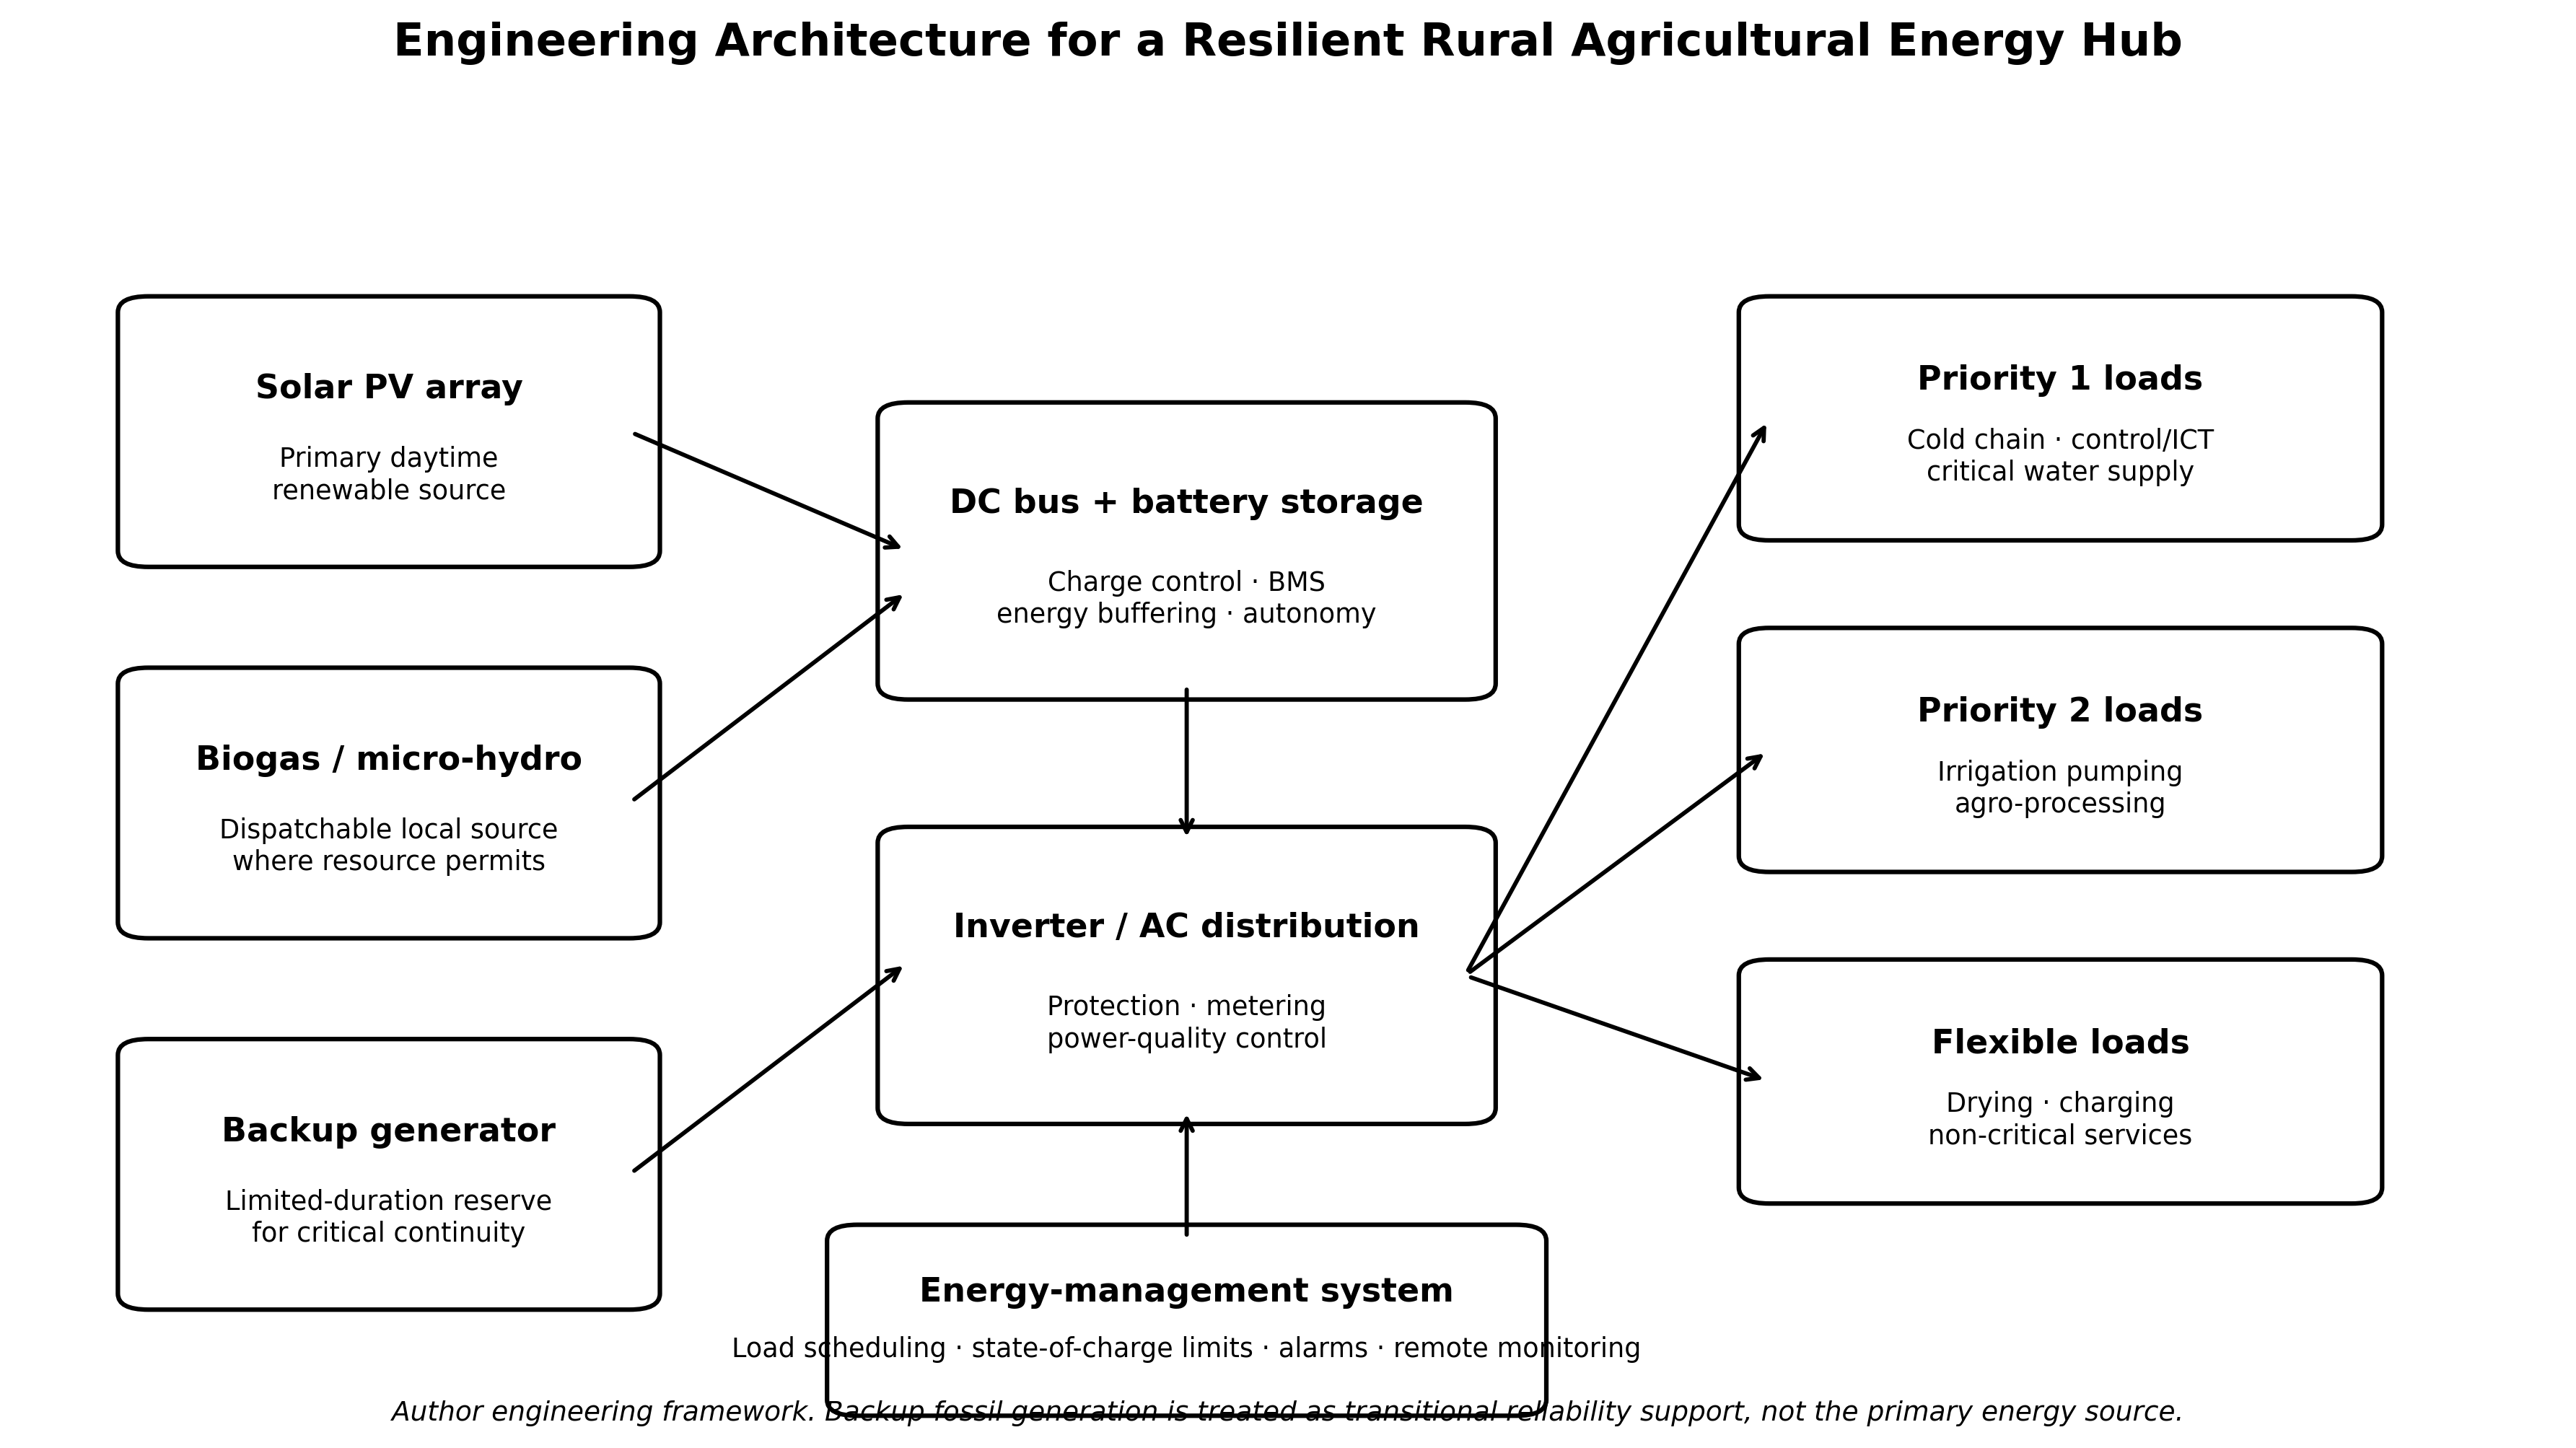 Engineering Architecture for a Resilient Rural Agricultural Energy Hub
Solar PV array
Primary daytime
renewable source
Biogas / micro-hydro
Dispatchable local source
where resource permits
Backup generator
Limited-duration reserve
for critical continuity
DC bus + battery storage
Charge control · BMS
energy buffering · autonomy
Inverter / AC distribution
Protection · metering
power-quality control
Energy-management system
Load scheduling · state-of-charge limits · alarms · remote monitoring
Priority 1 loads
Cold chain · control/ICT
critical water supply
Priority 2 loads
Irrigation pumping
agro-processing
Flexible loads
Drying · charging
non-critical services
Author engineering framework. Backup fossil generation is treated as transitional reliability support, not the primary energy source.